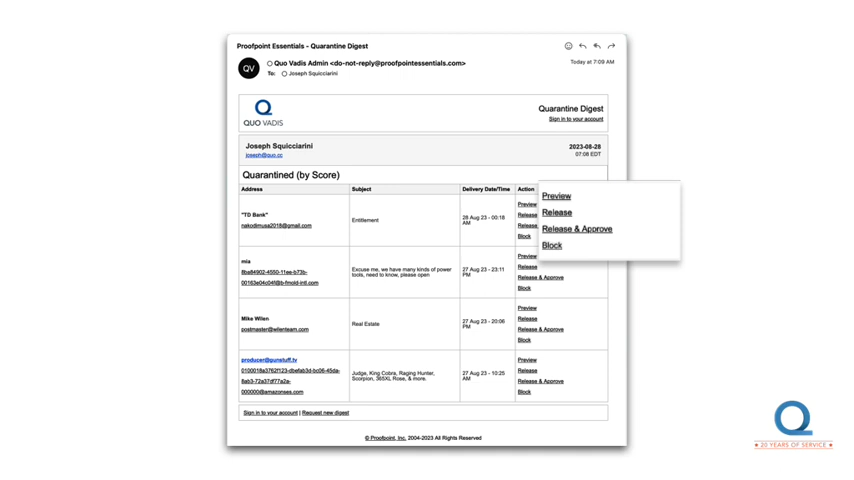 Proofpoint Essentials - Quarantine Digest
QV
Quo Vadis Admin <do-not-reply@proofpointessentials.com>
Today at 7:09 AM
To: Joseph Squicciarini
QUO VADIS
Quarantine Digest
Sign in to your account
Joseph Squicciarini
joseph@quo.cc
2023-08-28
07:08 EDT
Quarantined (by Score)
Address Subject Delivery Date/Time Action
"TD Bank"
nakodimusa2018@gmail.com
Entitlement
28 Aug 23 - 00:18
AM
Preview
Release
Release
Block
Preview
Release
Release & Approve
Block
mia
8ba84902-4550-11ee-b73b-
00163e04c04f@b-fmold-intl.com
Excuse me, we have many kinds of power
tools, need to know, please open
27 Aug 23 - 23:11
PM
Preview
Release
Release & Approve
Block
Mike Wilen
postmaster@wilenteam.com
Real Estate
27 Aug 23 - 20:06
PM
Preview
Release
Release & Approve
Block
producer@gunstuff.tv
0100018a3762f123-dbefab3d-bc06-45da-
8ab3-72a37df77a2a-
000000@amazonses.com
Judge, King Cobra, Raging Hunter,
Scorpion, 365XL Rose, & more.
27 Aug 23 - 10:25
AM
Preview
Release
Release & Approve
Block
Sign in to your account | Request new digest
© Proofpoint, Inc. 2004-2023 All Rights Reserved
20 YEARS OF SERVICE